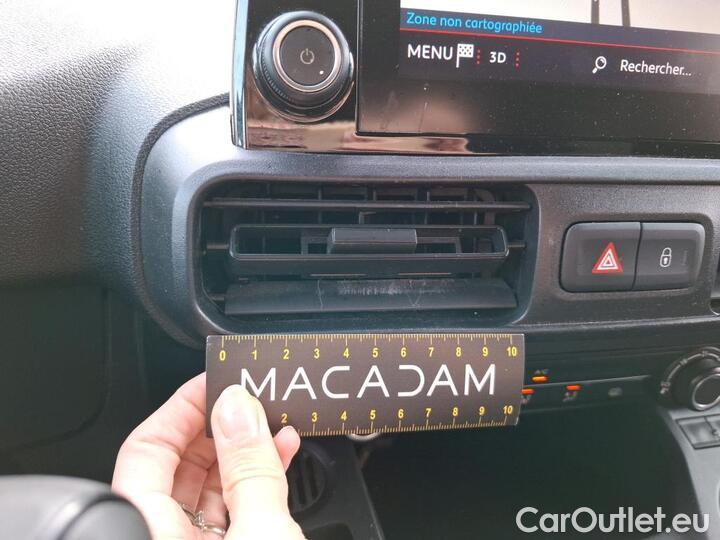 Zone non cartographiée
MENU 3D Rechercher...
0 1 2 3 4 5 6 7 8 9 10
MACADAM
2 3 4 5 6 7 8 9 10
A/C
CarOutlet.eu